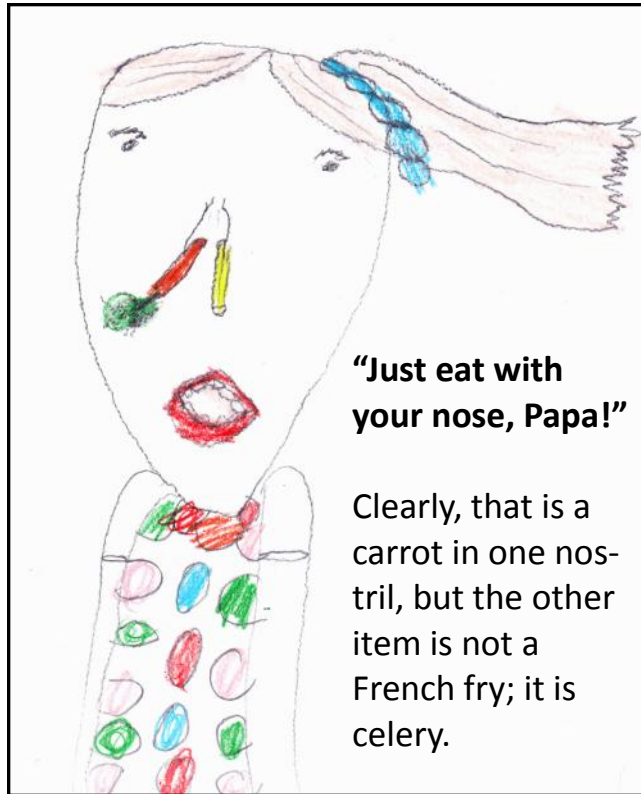 “Just eat with
your nose, Papa!”
Clearly, that is a
carrot in one nos-
tril, but the other
item is not a
French fry; it is
celery.